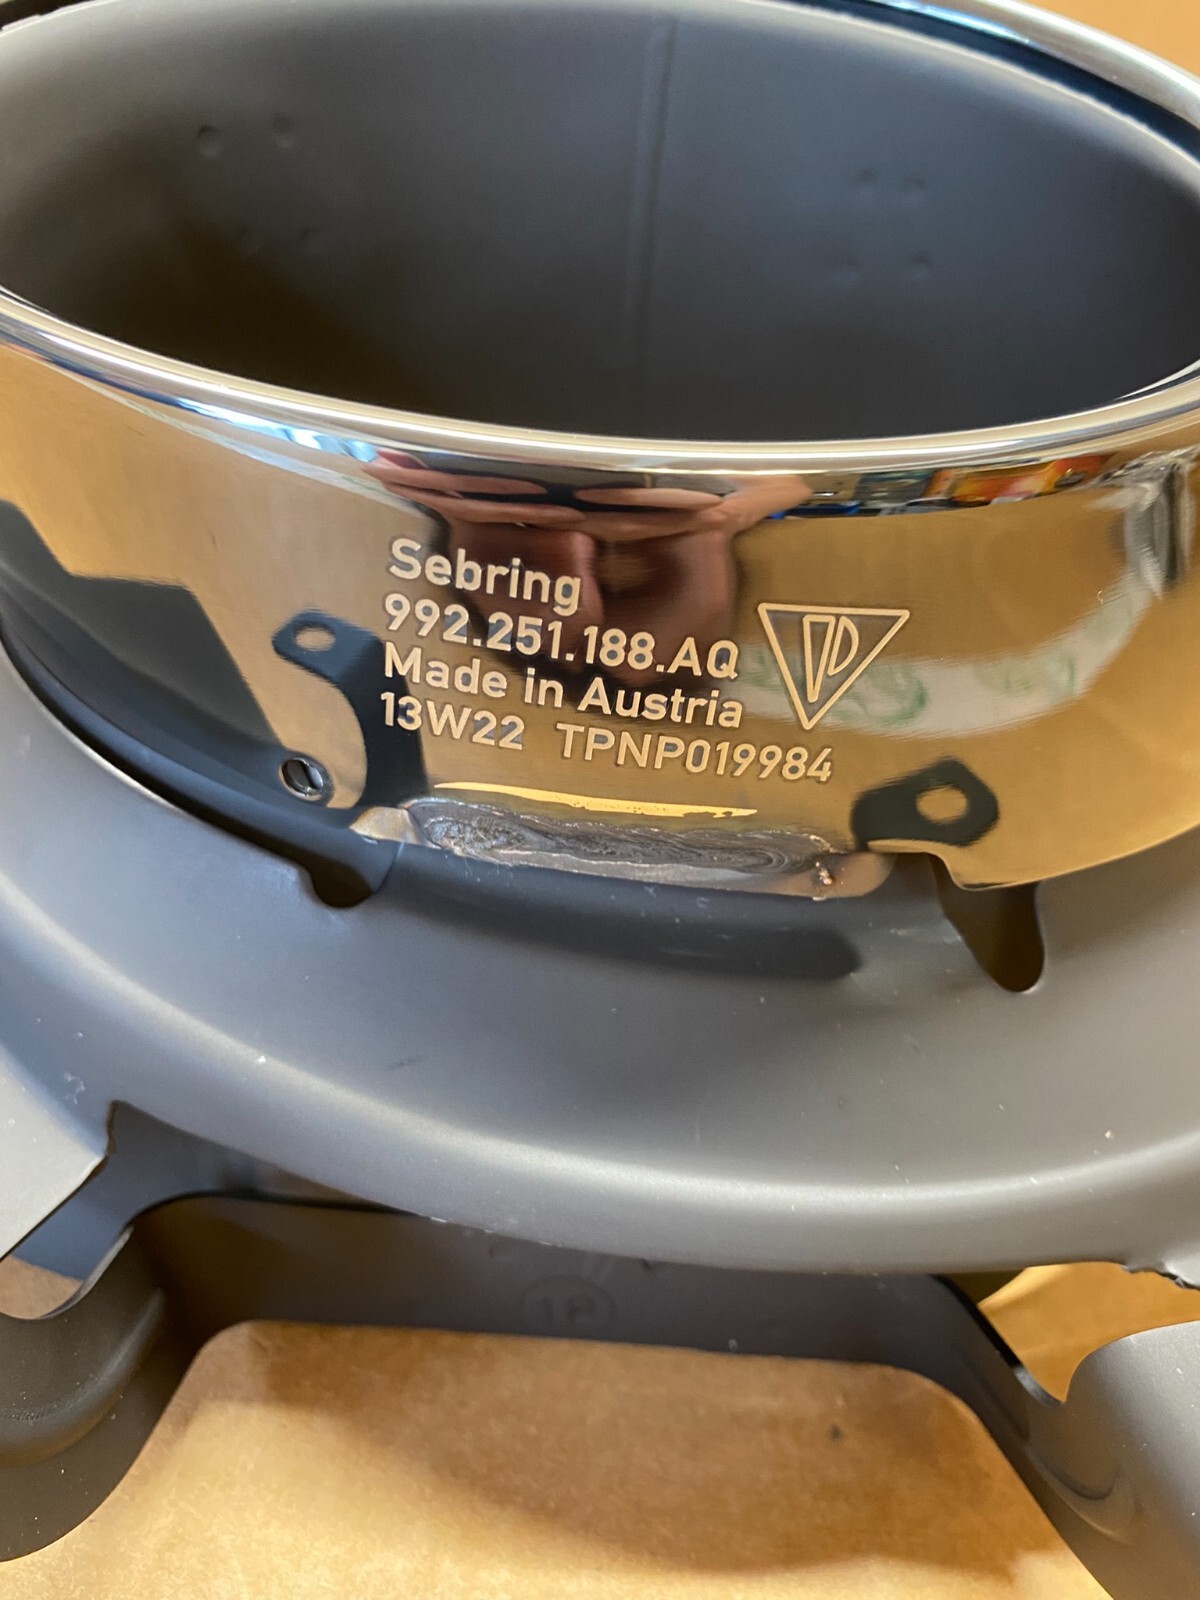 Sebring
992.251.188.AQ
Made in Austria
13W22 TPNP019984